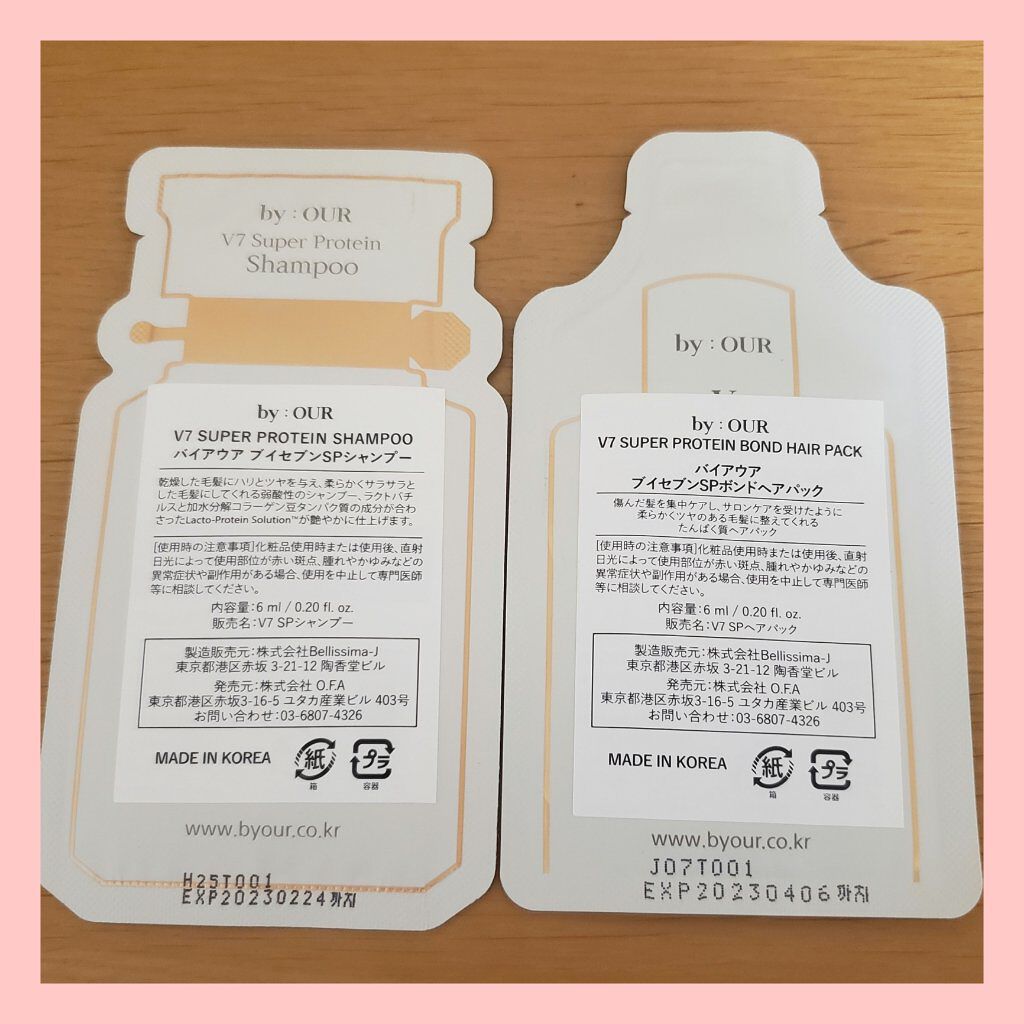 by : OUR
V7 Super Protein
Shampoo
by : OUR
V7 SUPER PROTEIN SHAMPOO
バイアウア ブイセブンSPシャンプー
乾燥した毛髪にハリとツヤを与え、柔らかくサラサラと
した毛髪にしてくれる弱酸性のシャンプー、ラクトバチ
ルスと加水分解コラーゲン豆タンパク質の成分が合わ
さったLacto-Protein Solution™が艶やかに仕上げます。
[使用時の注意事項]化粧品使用時または使用後、直射
日光によって使用部位が赤い斑点、腫れやかゆみなどの
異常症状や副作用がある場合、使用を中止して専門医師
等に相談してください。
内容量:6 ml / 0.20 fl. oz.
販売名:V7 SPシャンプー
製造販売元:株式会社Bellissima-J
東京都港区赤坂 3-21-12 陶香堂ビル
発売元:株式会社 O.F.A
東京都港区赤坂3-16-5 ユタカ産業ビル 403号
お問い合わせ:03-6807-4326
MADE IN KOREA
紙
箱
プラ
容器
www.byour.co.kr
H25T001
EXP20230224까지
by : OUR
V
by : OUR
V7 SUPER PROTEIN BOND HAIR PACK
バイアウア
ブイセブンSPボンドヘアパック
傷んだ髪を集中ケアし、サロンケアを受けたように
柔らかくツヤのある毛髪に整えてくれる
たんぱく質ヘアパック
[使用時の注意事項]化粧品使用時または使用後、直射
日光によって使用部位が赤い斑点、腫れやかゆみなどの
異常症状や副作用がある場合、使用を中止して専門医師
等に相談してください。
内容量:6 ml / 0.20 fl. oz.
販売名:V7 SPヘアパック
製造販売元:株式会社Bellissima-J
東京都港区赤坂 3-21-12 陶香堂ビル
発売元:株式会社 O.F.A
東京都港区赤坂3-16-5 ユタカ産業ビル 403号
お問い合わせ:03-6807-4326
MADE IN KOREA
紙
箱
プラ
容器
www.byour.co.kr
J07T001
EXP20230406까지